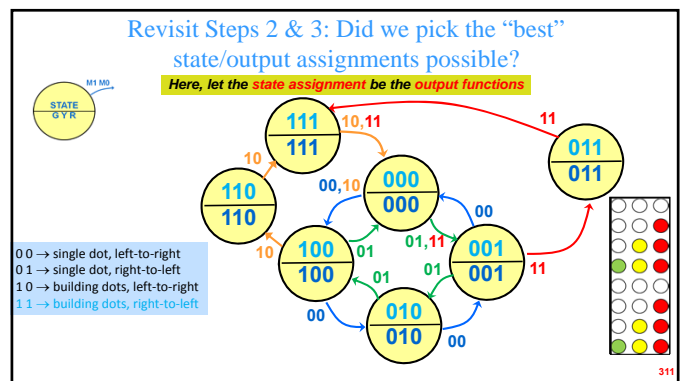 Revisit Steps 2 & 3: Did we pick the “best”
state/output assignments possible?
Here, let the state assignment be the output functions
M1 M0
STATE
G Y R
111
111
10,11
11
011
011
10
110
110
00,10
000
000
00
10
100
100
01
01,11
001
001
11
01
01
00
010
010
00
0 0 → single dot, left-to-right
0 1 → single dot, right-to-left
1 0 → building dots, left-to-right
1 1 → building dots, right-to-left
311